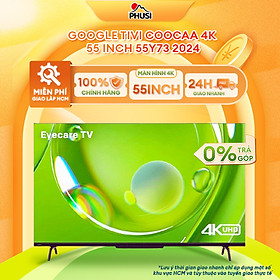 PHUSI
GOOGLE TIVI COOCAA 4K
55 INCH 55Y73 2024
MIỄN PHÍ
GIAO LẮP HCM
100%
CHÍNH HÃNG
MÀN HÌNH 4K
55INCH
24H
GIAO NHANH
Eyecare TV
0% TRẢ GÓP
4K UHD
*Lưu ý thời gian giao nhanh chỉ áp dụng một số
khu vực HCM và tùy thuộc vào tuyến giao thực tế